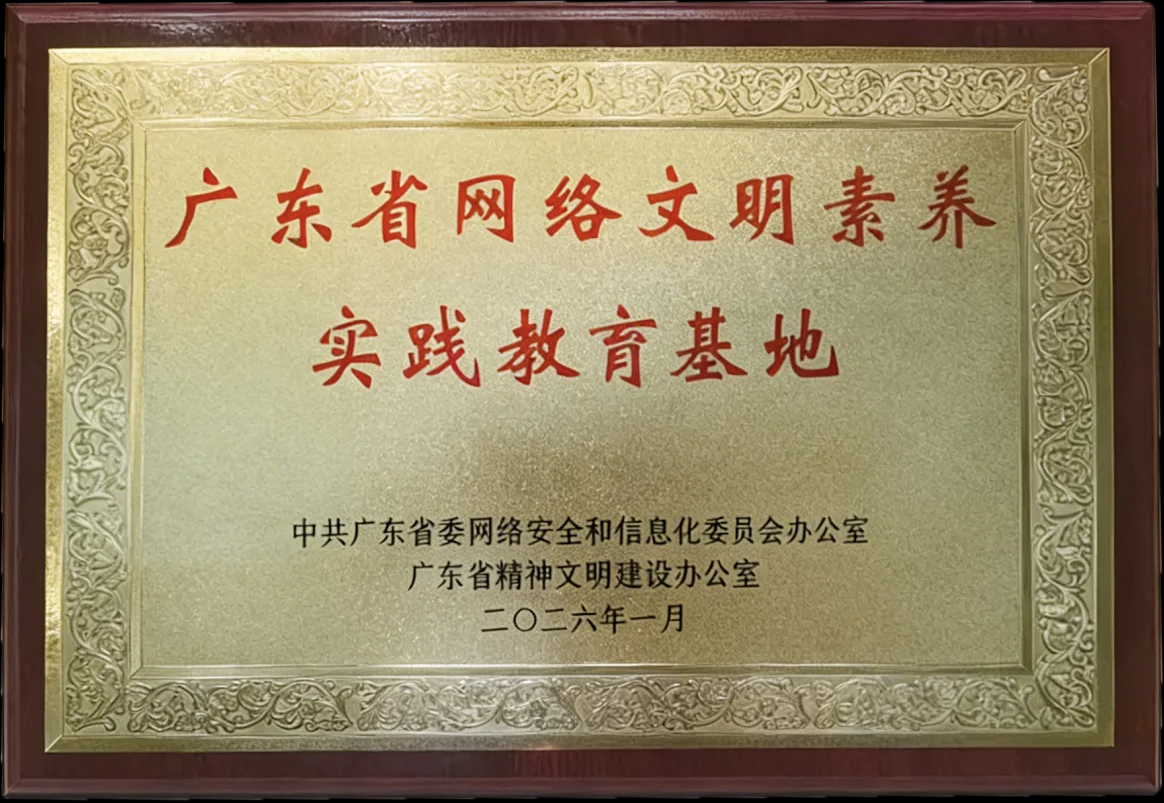 广东省网络文明素养
实践教育基地
中共广东省委网络安全和信息化委员会办公室
广东省精神文明建设办公室
二〇二六年一月